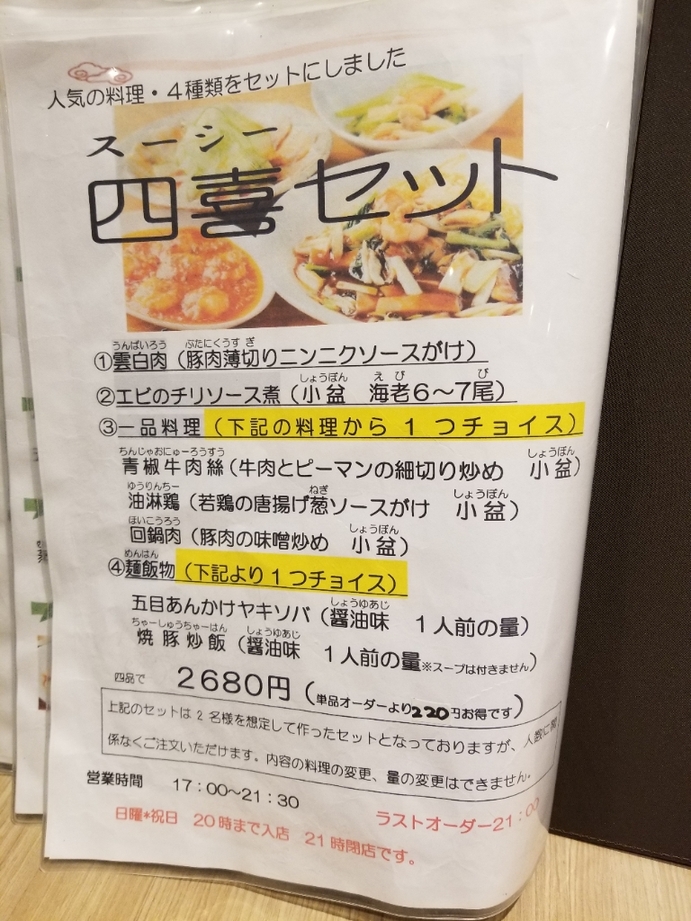 人気の料理・4種類をセットにしました
スーシー
四喜セット
うんぱいろう ぶたにくうすぎ
①雲白肉(豚肉薄切りニンニクソースがけ)
しょうぼん えび び
②エビのチリソース煮(小盆 海老6〜7尾)
③一品料理(下記の料理から1つチョイス)
ちんじゃおにゅーろうすう しょうぼん
青椒牛肉絲(牛肉とピーマンの細切り炒め 小盆)
ゆうりんちー ねぎ しょうぼん
油淋鶏(若鶏の唐揚げ葱ソースがけ 小盆)
ほいこうろう しょうぼん
回鍋肉(豚肉の味噌炒め 小盆)
めんはん
④麺飯物(下記より1つチョイス)
しょうゆあじ
五目あんかけヤキソバ(醤油味 1人前の量)
ちゃーしゅうちゃーはん しょうゆあじ
焼豚炒飯(醤油味 1人前の量※スープは付きません)
四品で 2680円(単品オーダーより220円お得です)
上記のセットは2名様を想定して作ったセットとなっておりますが、人数に関
係なくご注文いただけます。内容の料理の変更、量の変更はできません。
営業時間 17:00〜21:30
ラストオーダー21:00
日曜*祝日 20時まで入店 21時閉店です。